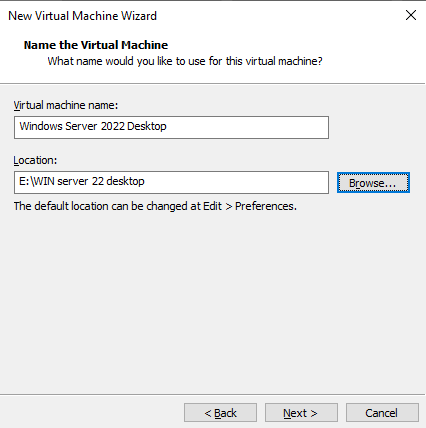 New Virtual Machine Wizard
Name the Virtual Machine
What name would you like to use for this virtual machine?
Virtual machine name:
Windows Server 2022 Desktop
Location:
E:\WIN server 22 desktop
Browse...
The default location can be changed at Edit > Preferences.
< Back Next > Cancel